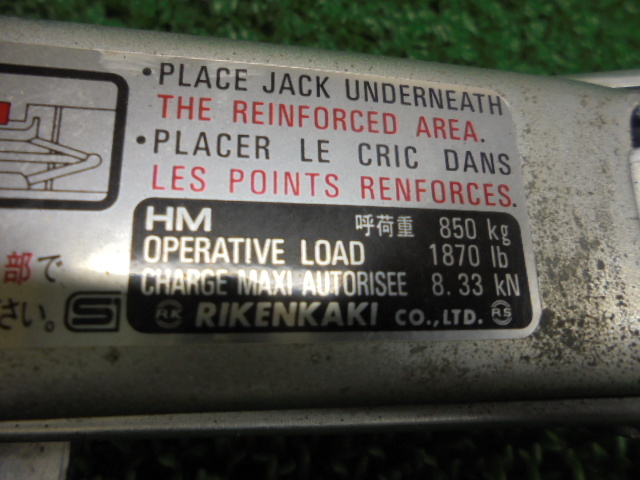 •PLACE JACK UNDERNEATH
THE REINFORCED AREA.
•PLACER LE CRIC DANS
LES POINTS RENFORCES.
部で
さい。
HM 呼荷重 850 kg
OPERATIVE LOAD 1870 lb
CHARGE MAXI AUTORISEE 8.33 kN
R.K RIKENKAKI CO.,LTD. R.S